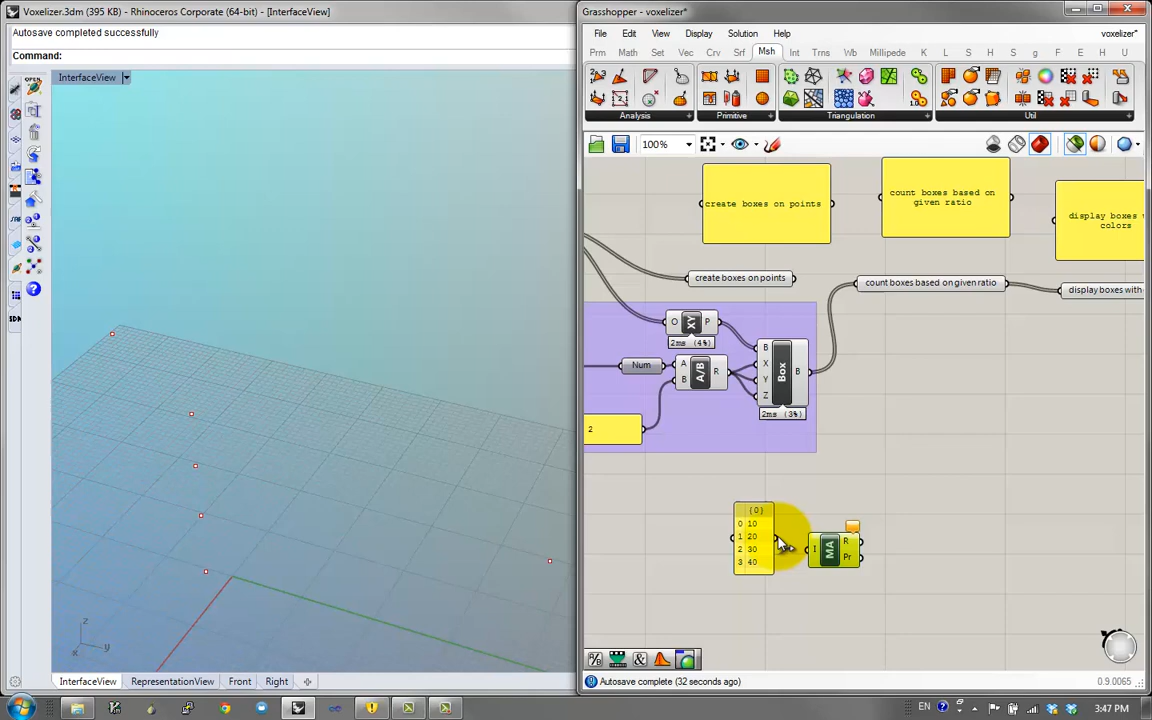 Voxelizer.3dm (395 KB) - Rhinoceros Corporate (64-bit) - [InterfaceView]
Autosave completed successfully
Command:
InterfaceView
OPEN
z
y
InterfaceView
RepresentationView
Front
Right
Grasshopper - voxelizer*
File
Edit
View
Display
Solution
Help
voxelizer*
Prm
Math
Set
Vec
Crv
Srf
Msh
Int
Trns
Wb
Millipede
K
L
S
H
S
g
F
E
H
U
Analysis
Primitive
Triangulation
Util
100%
create boxes on points
count boxes based on
given ratio
display boxes w
colors
create boxes on points
count boxes based on given ratio
display boxes with
O
XY
P
2ms (4%)
Num
A
B
A/B
R
B
X
Y
Z
Box
B
2ms (3%)
2
{0}
0 10
1 20
2 30
3 40
I
MA
R
Pr
Autosave complete (32 seconds ago)
0.9.0065
EN
3:47 PM